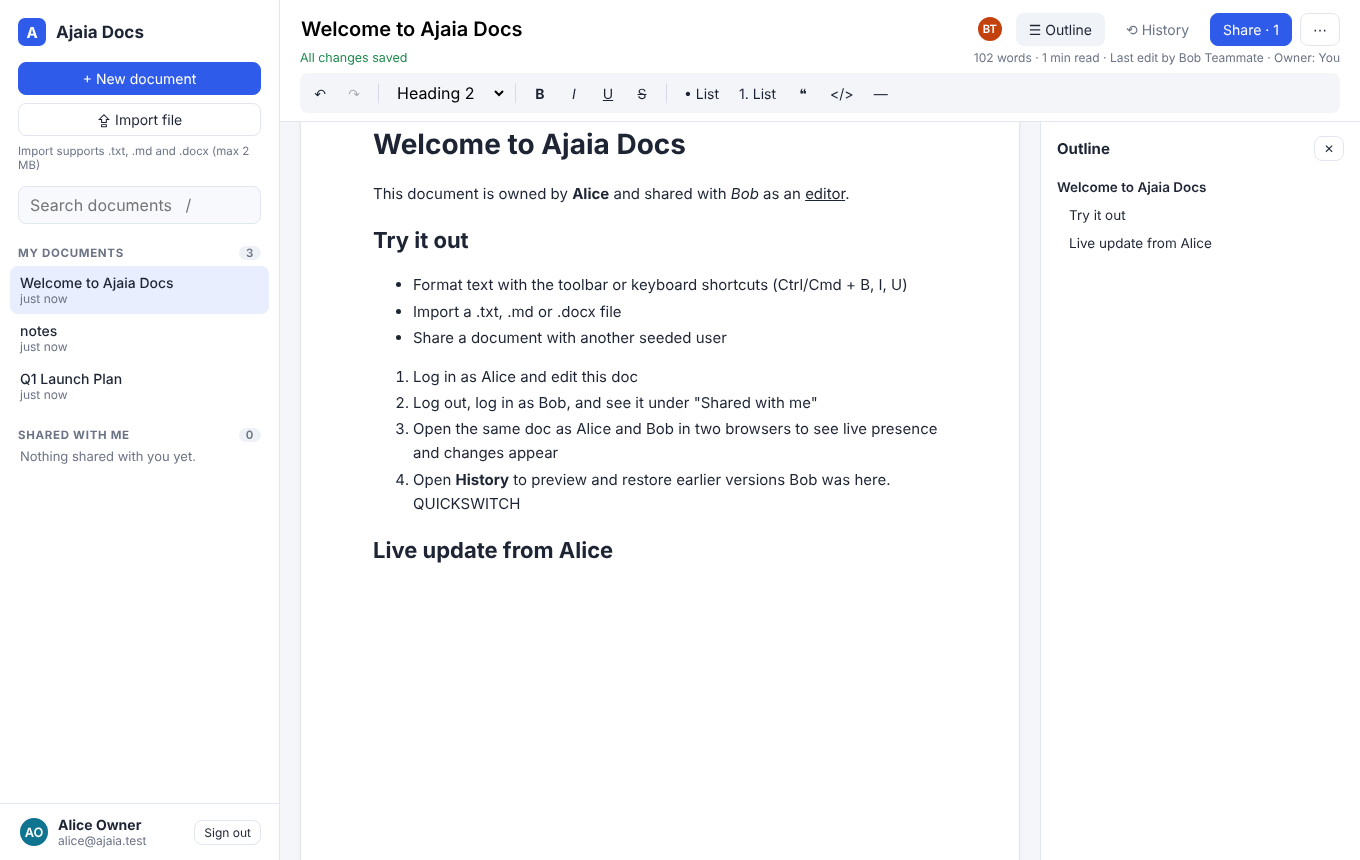 A Ajaia Docs
+ New document
⇪ Import file
Import supports .txt, .md and .docx (max 2
MB)
Search documents /
MY DOCUMENTS 3
Welcome to Ajaia Docs
just now
notes
just now
Q1 Launch Plan
just now
SHARED WITH ME 0
Nothing shared with you yet.
AO Alice Owner
alice@ajaia.test
Sign out
Welcome to Ajaia Docs
BT ☰ Outline ⟲ History Share · 1 ⋯
All changes saved
102 words · 1 min read · Last edit by Bob Teammate · Owner: You
↶ ↷ Heading 2 B I U S • List 1. List ❝ </> —
Welcome to Ajaia Docs
This document is owned by Alice and shared with Bob as an editor.
Try it out
• Format text with the toolbar or keyboard shortcuts (Ctrl/Cmd + B, I, U)
• Import a .txt, .md or .docx file
• Share a document with another seeded user
1. Log in as Alice and edit this doc
2. Log out, log in as Bob, and see it under "Shared with me"
3. Open the same doc as Alice and Bob in two browsers to see live presence
and changes appear
4. Open History to preview and restore earlier versions Bob was here.
QUICKSWITCH
Live update from Alice
Outline ✕
Welcome to Ajaia Docs
Try it out
Live update from Alice